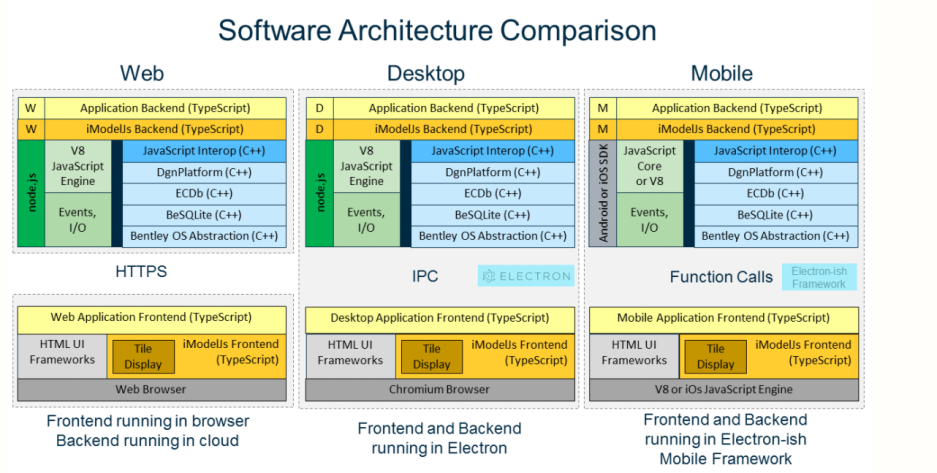 Software Architecture Comparison
Web
W
Application Backend (TypeScript)
W
iModelJs Backend (TypeScript)
node.js
V8
JavaScript
Engine
Events,
I/O
JavaScript Interop (C++)
DgnPlatform (C++)
ECDb (C++)
BeSQLite (C++)
Bentley OS Abstraction (C++)
HTTPS
Web Application Frontend (TypeScript)
HTML UI
Frameworks
Tile
Display
iModelJs Frontend
(TypeScript)
Web Browser
Frontend running in browser
Backend running in cloud
Desktop
D
Application Backend (TypeScript)
D
iModelJs Backend (TypeScript)
node.js
V8
JavaScript
Engine
Events,
I/O
JavaScript Interop (C++)
DgnPlatform (C++)
ECDb (C++)
BeSQLite (C++)
Bentley OS Abstraction (C++)
IPC
ELECTRON
Desktop Application Frontend (TypeScript)
HTML UI
Frameworks
Tile
Display
iModelJs Frontend
(TypeScript)
Chromium Browser
Frontend and Backend
running in Electron
Mobile
M
Application Backend (TypeScript)
M
iModelJs Backend (TypeScript)
Android or iOS SDK
JavaScript
Core
or V8
Events,
I/O
JavaScript Interop (C++)
DgnPlatform (C++)
ECDb (C++)
BeSQLite (C++)
Bentley OS Abstraction (C++)
Function Calls
Electron-ish
Framework
Mobile Application Frontend (TypeScript)
HTML UI
Frameworks
Tile
Display
iModelJs Frontend
(TypeScript)
V8 or iOs JavaScript Engine
Frontend and Backend
running in Electron-ish
Mobile Framework